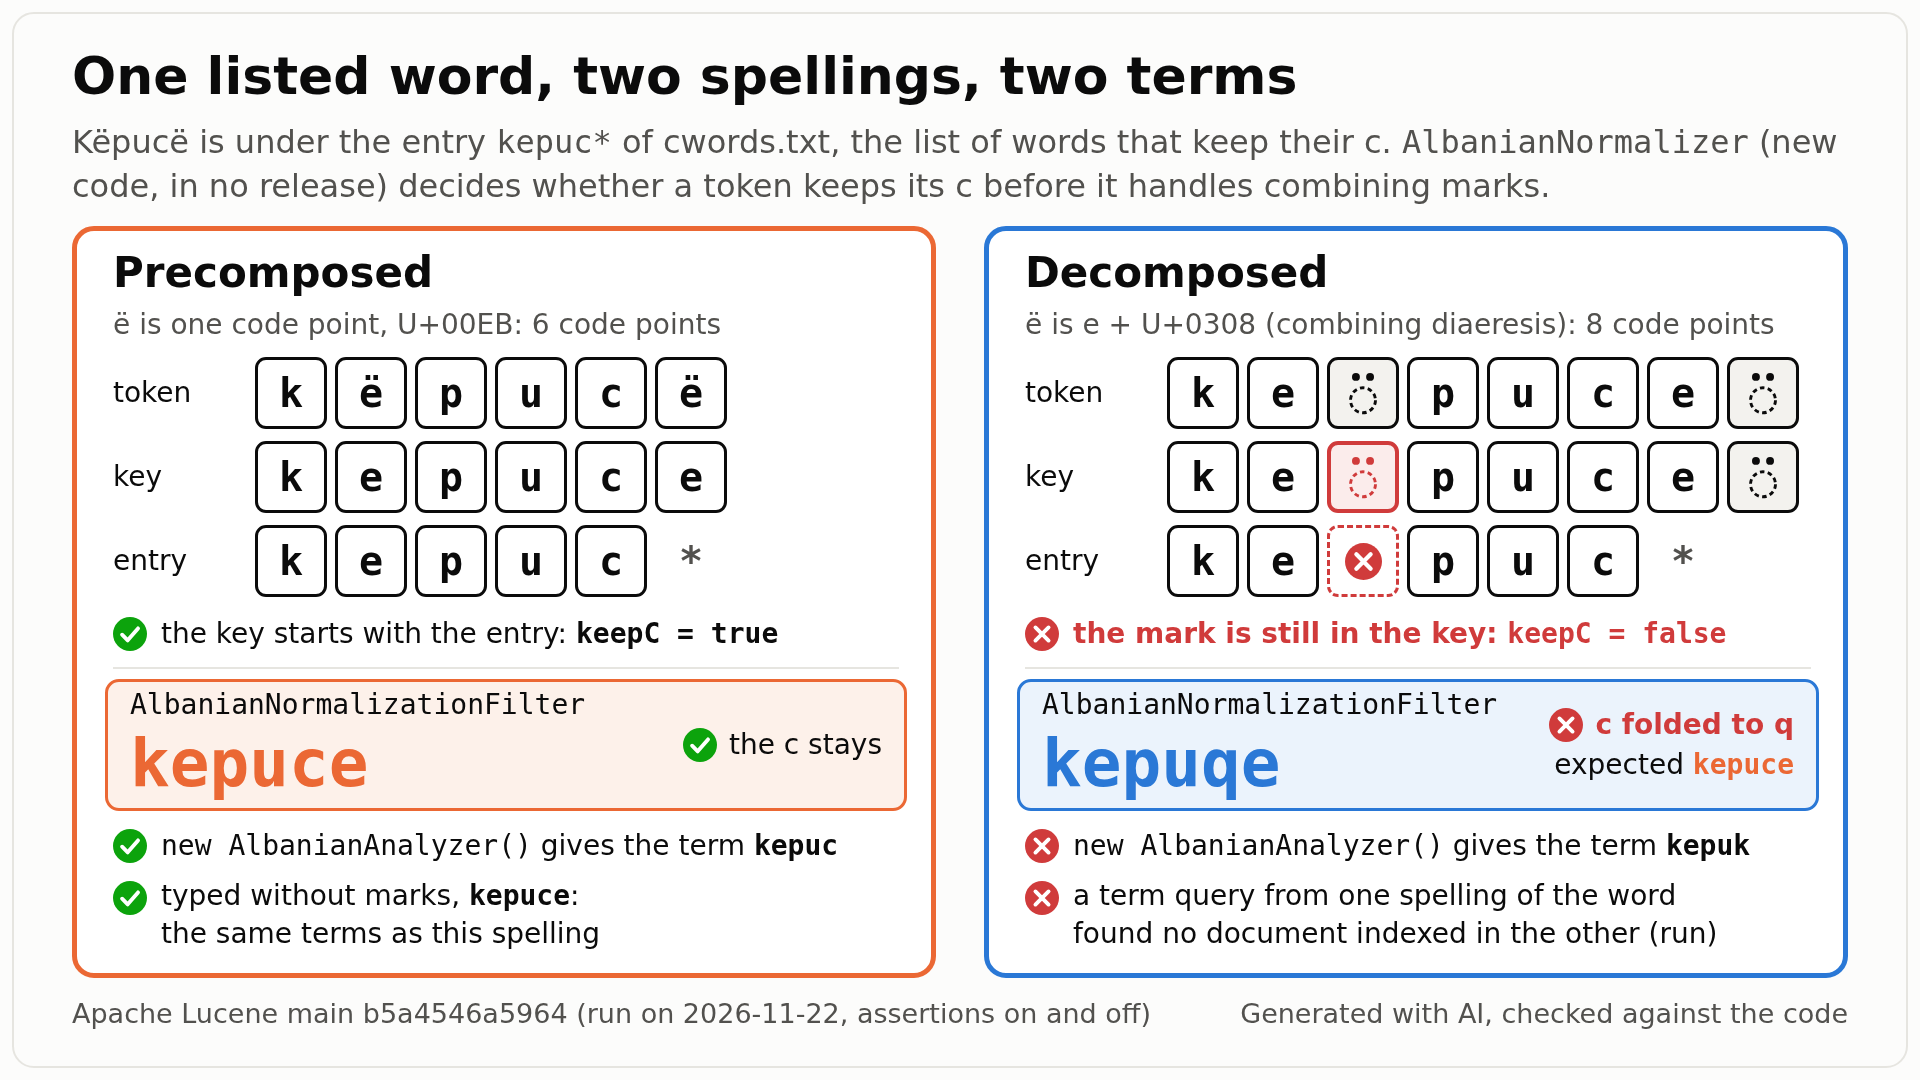 One listed word, two spellings, two terms
Këpucë is under the entry kepuc* of cwords.txt, the list of words that keep their c. AlbanianNormalizer (new
code, in no release) decides whether a token keeps its c before it handles combining marks.
Precomposed
ë is one code point, U+00EB: 6 code points
token k ë p u c ë
key k e p u c e
entry k e p u c *
the key starts with the entry: keepC = true
AlbanianNormalizationFilter
kepuce
the c stays
new AlbanianAnalyzer() gives the term kepuc
typed without marks, kepuce:
the same terms as this spelling
Decomposed
ë is e + U+0308 (combining diaeresis): 8 code points
token k e ◌̈ p u c e ◌̈
key k e ◌̈ p u c e ◌̈
entry k e p u c *
the mark is still in the key: keepC = false
AlbanianNormalizationFilter
kepuqe
c folded to q
expected kepuce
new AlbanianAnalyzer() gives the term kepuk
a term query from one spelling of the word
found no document indexed in the other (run)
Apache Lucene main b5a4546a5964 (run on 2026-11-22, assertions on and off)
Generated with AI, checked against the code